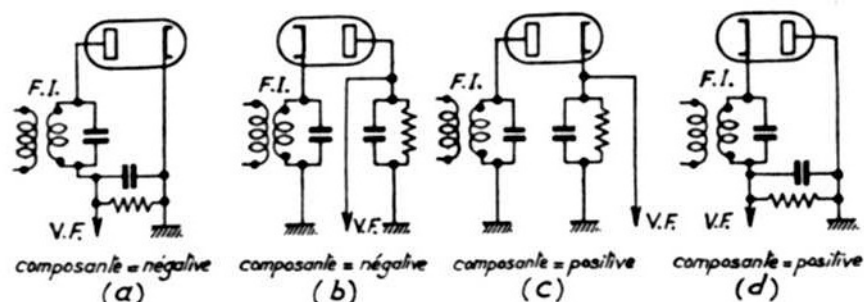 F.I.
F.I.
F.I.
F.I.
V.F.
V.F.
V.F.
V.F.
composante = négative
composante = négative
composante = positive
composante = positive
(a)
(b)
(c)
(d)